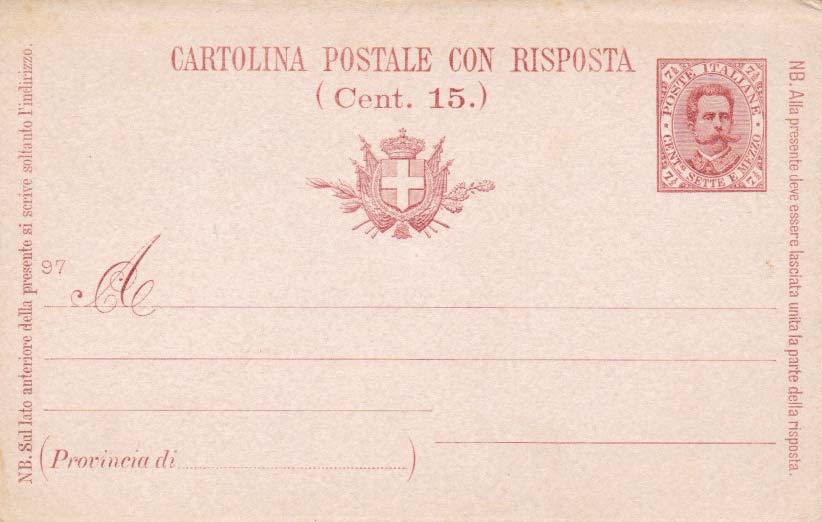 CARTOLINA POSTALE CON RISPOSTA
(Cent. 15.)
7½ POSTE ITALIANE 7½
7½ CENT.MI SETTE E MEZZO 7½
97
A
(Provincia di )
NB. Sul lato anteriore della presente si scrive soltanto l'indirizzo.
NB. Alla presente deve essere lasciata unita la parte della risposta.